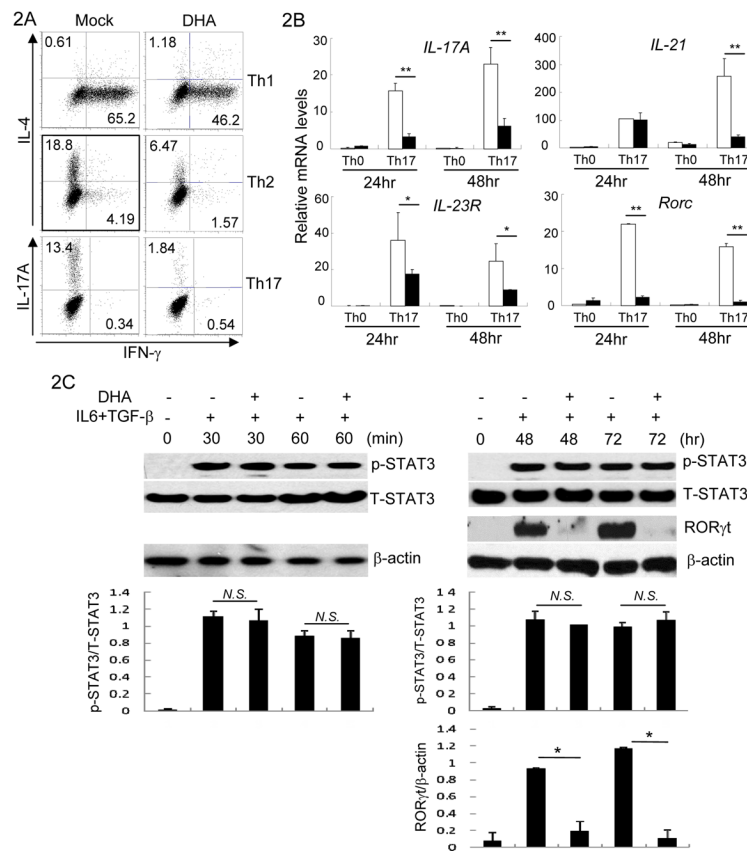 2A
Mock
DHA
0.61
1.18
65.2
46.2
Th1
IL-4
18.8
6.47
4.19
1.57
Th2
13.4
1.84
0.34
0.54
Th17
IL-17A
IFN-γ
2B
Relative mRNA levels
IL-17A
30
20
10
0
**
**
Th0
Th17
Th0
Th17
24hr
48hr
IL-21
400
300
200
100
0
**
Th0
Th17
Th0
Th17
24hr
48hr
IL-23R
60
40
20
0
*
*
Th0
Th17
Th0
Th17
24hr
48hr
Rorc
30
20
10
0
**
**
Th0
Th17
Th0
Th17
24hr
48hr
2C
DHA - - + - +
IL6+TGF-β - + + + +
0 30 30 60 60 (min)
p-STAT3
T-STAT3
β-actin
p-STAT3/T-STAT3
1.4
1.2
1
0.8
0.6
0.4
0.2
0
N.S.
N.S.
- - + - +
- + + + +
0 48 48 72 72 (hr)
p-STAT3
T-STAT3
RORγt
β-actin
p-STAT3/T-STAT3
1.4
1.2
1
0.8
0.6
0.4
0.2
0
N.S.
N.S.
RORγt/β-actin
1.4
1.2
1
0.8
0.6
0.4
0.2
0
*
*